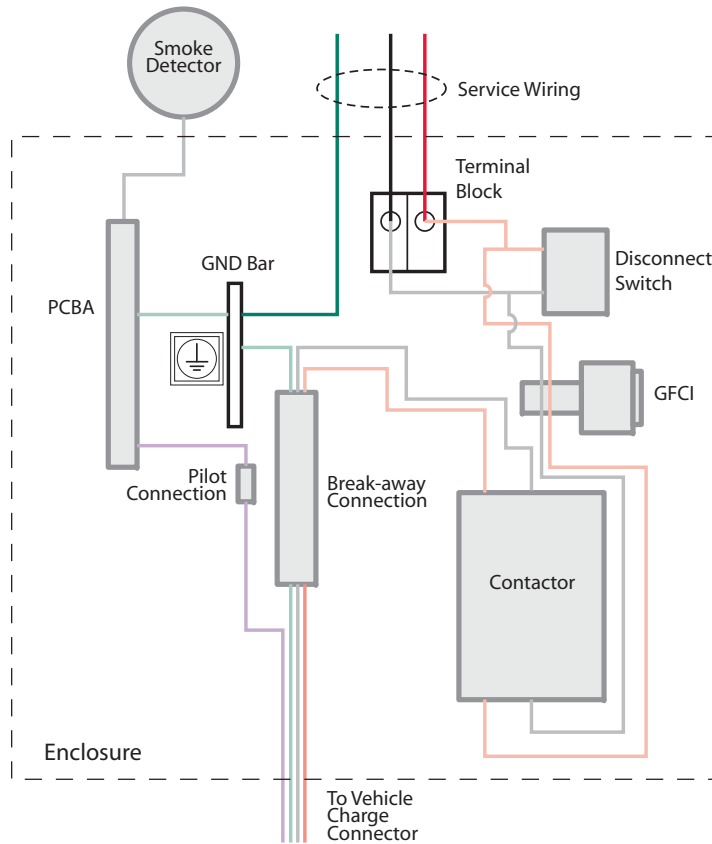 Smoke
Detector
Service Wiring
Terminal
Block
GND Bar
Disconnect
Switch
PCBA
GFCI
Pilot
Connection
Break-away
Connection
Contactor
Enclosure
To Vehicle
Charge
Connector